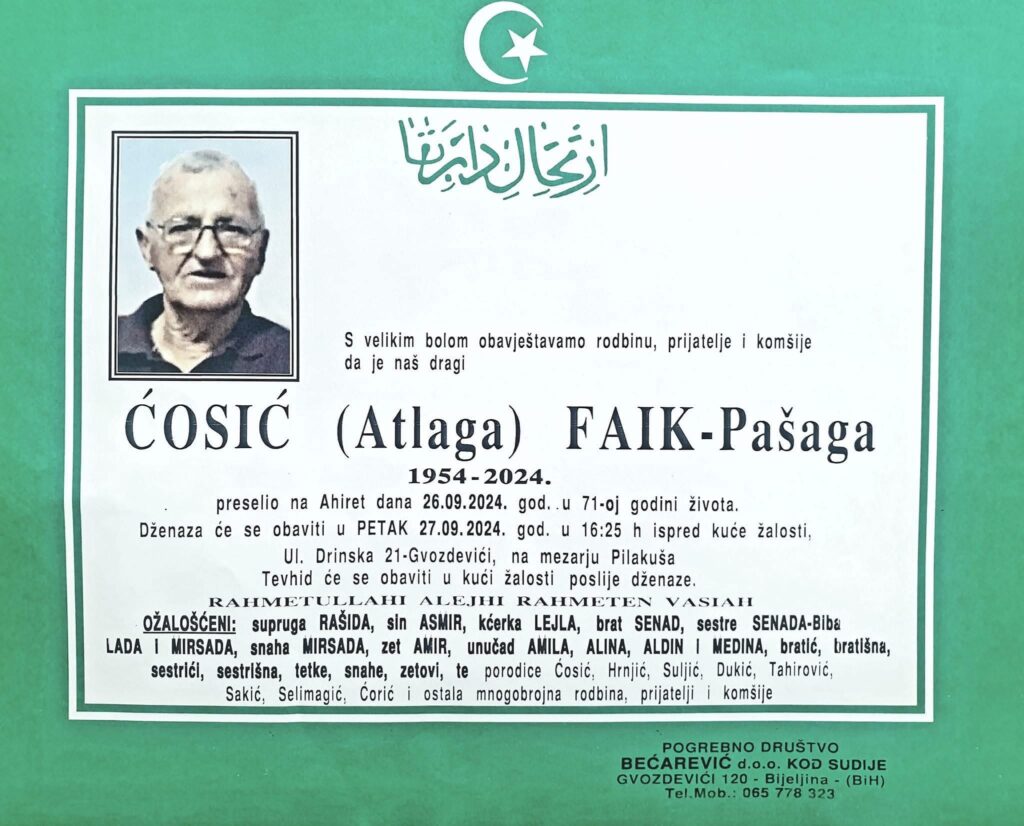 ارتحال دار بقا
S velikim bolom obavještavamo rodbinu, prijatelje i komšije
da je naš dragi
ĆOSIĆ (Atlaga) FAIK-Pašaga
1954-2024.
preselio na Ahiret dana 26.09.2024. god..u 71-oj godini života.
Dženaza će se obaviti u PETAK 27.09.2024. god. u 16:25 h ispred kuće žalosti,
Ul. Drinska 21-Gvozdevići, na mezarju Pilakuša
Tevhid će se obaviti u kući žalosti poslije dženaze.
RAHMETULLAHI ALEJHI RAHMETEN VASIAH
OŽALOŠĆENI: supruga RAŠIDA, sin ASMIR, kćerka LEJLA, brat SENAD, sestre SENADA-Biba
LADA I MIRSADA, snaha MIRSADA, zet AMIR, unučad AMILA, ALINA, ALDIN I MEDINA, bratić, bratišna,
sestrići, sestrišna, tetke, snahe, zetovi, te porodice Ćosić, Hrnjić, Suljić, Dukić, Tahirović,
Sakić, Selimagić, Ćorić i ostala mnogobrojna rodbina, prijatelji i komšije
POGREBNO DRUŠTVO
BEĆAREVIĆ d.o.o. KOD SUDIJE
GVOZDEVIĆI 120 - Bijeljina - (BiH)
Tel.Mob.: 065 778 323